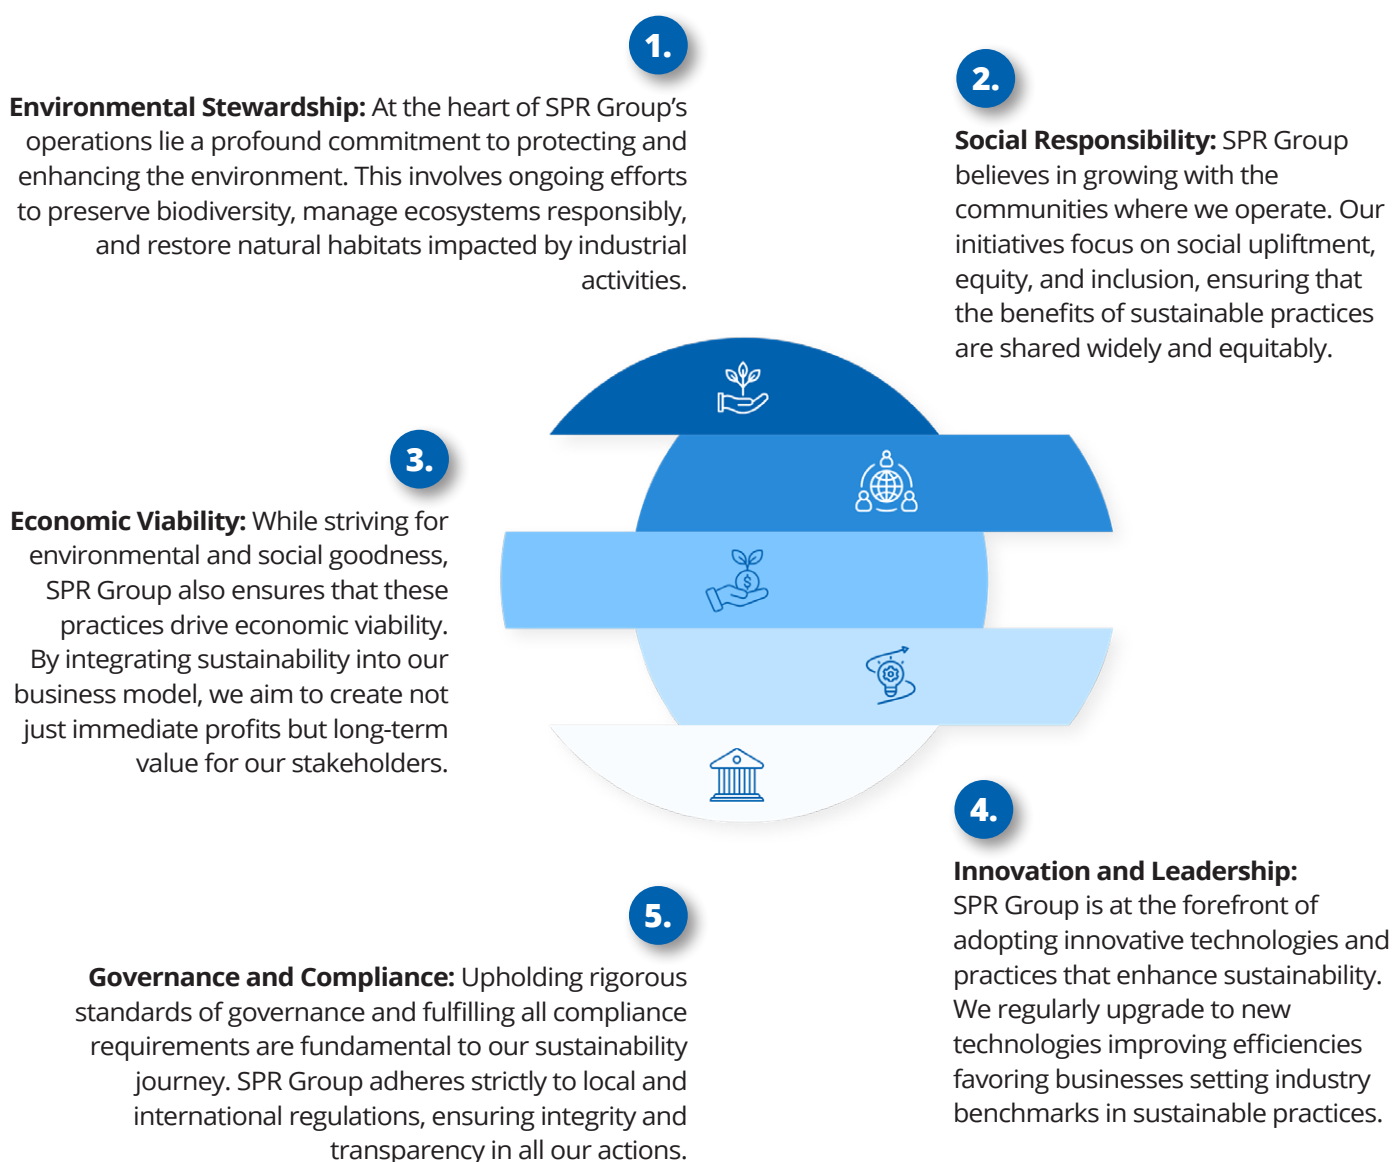 1.
Environmental Stewardship: At the heart of SPR Group’s
operations lie a profound commitment to protecting and
enhancing the environment. This involves ongoing efforts
to preserve biodiversity, manage ecosystems responsibly,
and restore natural habitats impacted by industrial
activities.
2.
Social Responsibility: SPR Group
believes in growing with the
communities where we operate. Our
initiatives focus on social upliftment,
equity, and inclusion, ensuring that
the benefits of sustainable practices
are shared widely and equitably.
3.
Economic Viability: While striving for
environmental and social goodness,
SPR Group also ensures that these
practices drive economic viability.
By integrating sustainability into our
business model, we aim to create not
just immediate profits but long-term
value for our stakeholders.
$
4.
Innovation and Leadership:
SPR Group is at the forefront of
adopting innovative technologies and
practices that enhance sustainability.
We regularly upgrade to new
technologies improving efficiencies
favoring businesses setting industry
benchmarks in sustainable practices.
5.
Governance and Compliance: Upholding rigorous
standards of governance and fulfilling all compliance
requirements are fundamental to our sustainability
journey. SPR Group adheres strictly to local and
international regulations, ensuring integrity and
transparency in all our actions.